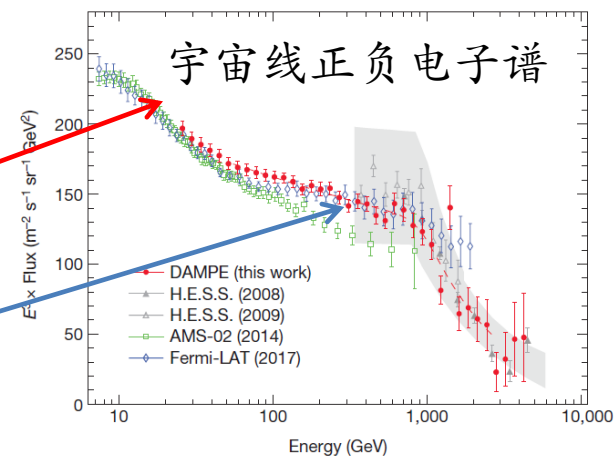 宇宙线正负电子谱
E³ × Flux (m⁻² s⁻¹ sr⁻¹ GeV²)
250
200
150
100
50
0
DAMPE (this work)
H.E.S.S. (2008)
H.E.S.S. (2009)
AMS-02 (2014)
Fermi-LAT (2017)
10
100
1,000
10,000
Energy (GeV)